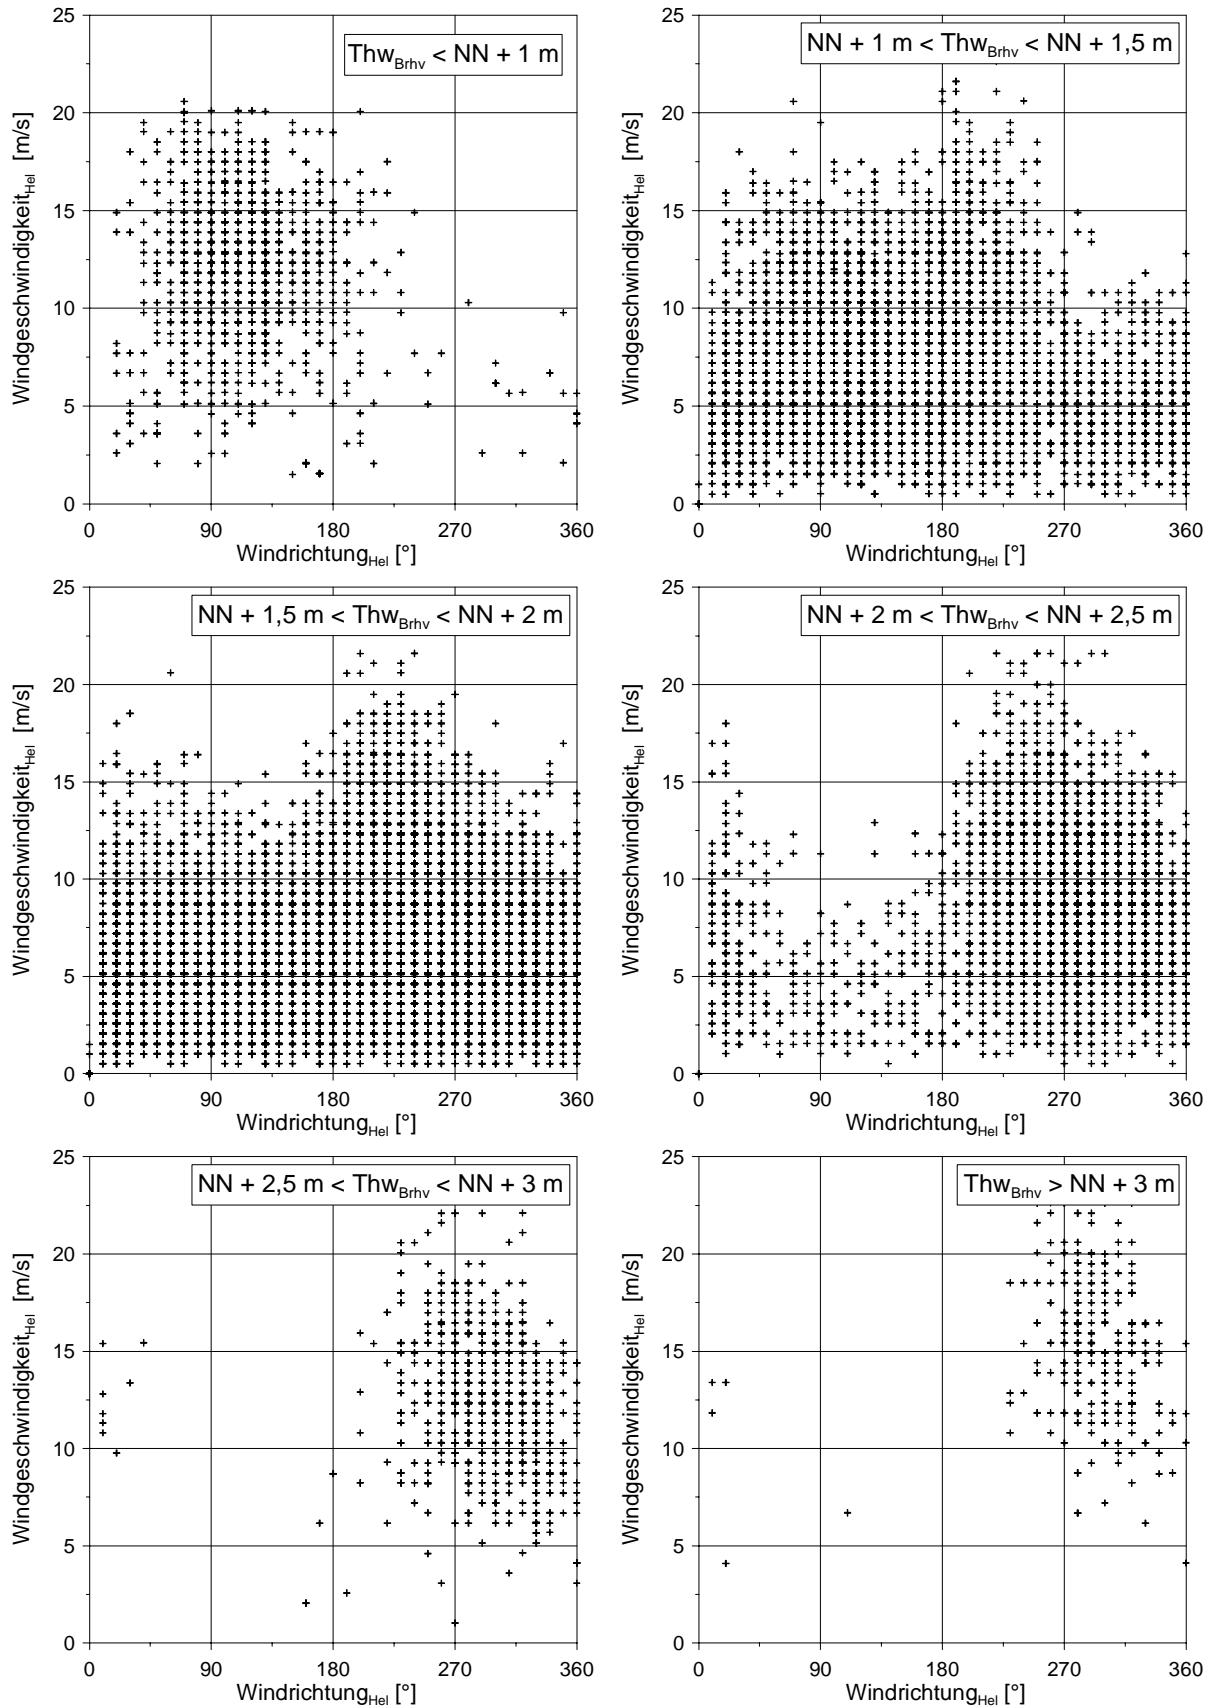 25
20
15
10
5
0
Windgeschwindigkeit_Hel [m/s]
Thw_Brhv < NN + 1 m
0 90 180 270 360
Windrichtung_Hel [°]
25
20
15
10
5
0
Windgeschwindigkeit_Hel [m/s]
NN + 1 m < Thw_Brhv < NN + 1,5 m
0 90 180 270 360
Windrichtung_Hel [°]
25
20
15
10
5
0
Windgeschwindigkeit_Hel [m/s]
NN + 1,5 m < Thw_Brhv < NN + 2 m
0 90 180 270 360
Windrichtung_Hel [°]
25
20
15
10
5
0
Windgeschwindigkeit_Hel [m/s]
NN + 2 m < Thw_Brhv < NN + 2,5 m
0 90 180 270 360
Windrichtung_Hel [°]
25
20
15
10
5
0
Windgeschwindigkeit_Hel [m/s]
NN + 2,5 m < Thw_Brhv < NN + 3 m
0 90 180 270 360
Windrichtung_Hel [°]
25
20
15
10
5
0
Windgeschwindigkeit_Hel [m/s]
Thw_Brhv > NN + 3 m
0 90 180 270 360
Windrichtung_Hel [°]